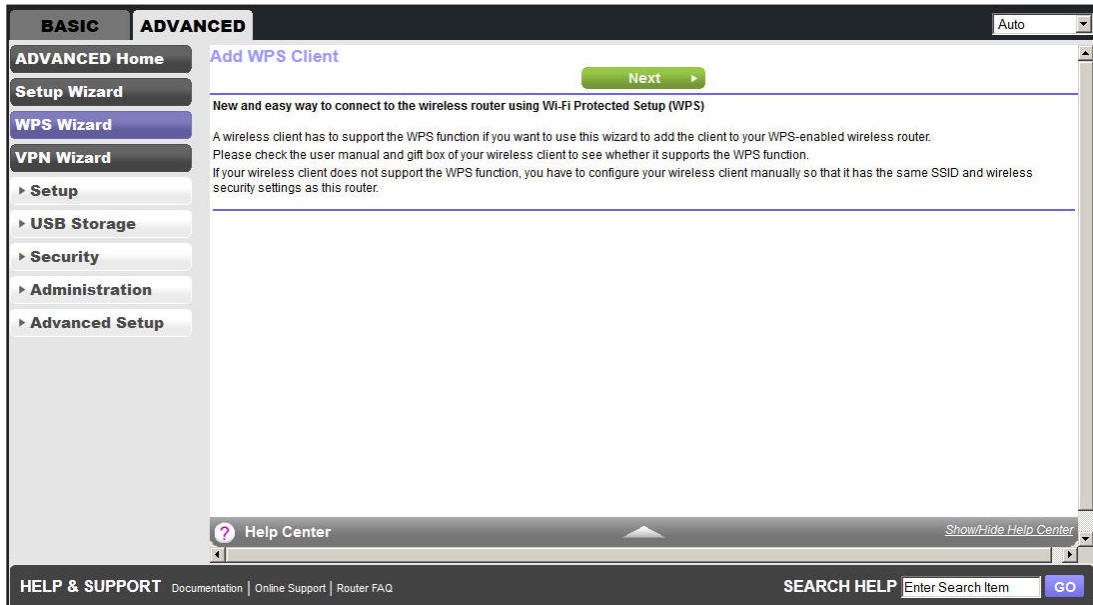 BASIC
ADVANCED
Auto
ADVANCED Home
Setup Wizard
WPS Wizard
VPN Wizard
Setup
USB Storage
Security
Administration
Advanced Setup
Add WPS Client
Next
New and easy way to connect to the wireless router using Wi-Fi Protected Setup (WPS)
A wireless client has to support the WPS function if you want to use this wizard to add the client to your WPS-enabled wireless router.
Please check the user manual and gift box of your wireless client to see whether it supports the WPS function.
If your wireless client does not support the WPS function, you have to configure your wireless client manually so that it has the same SSID and wireless
security settings as this router.
? Help Center
Show/Hide Help Center
HELP & SUPPORT Documentation | Online Support | Router FAQ
SEARCH HELP Enter Search Item GO